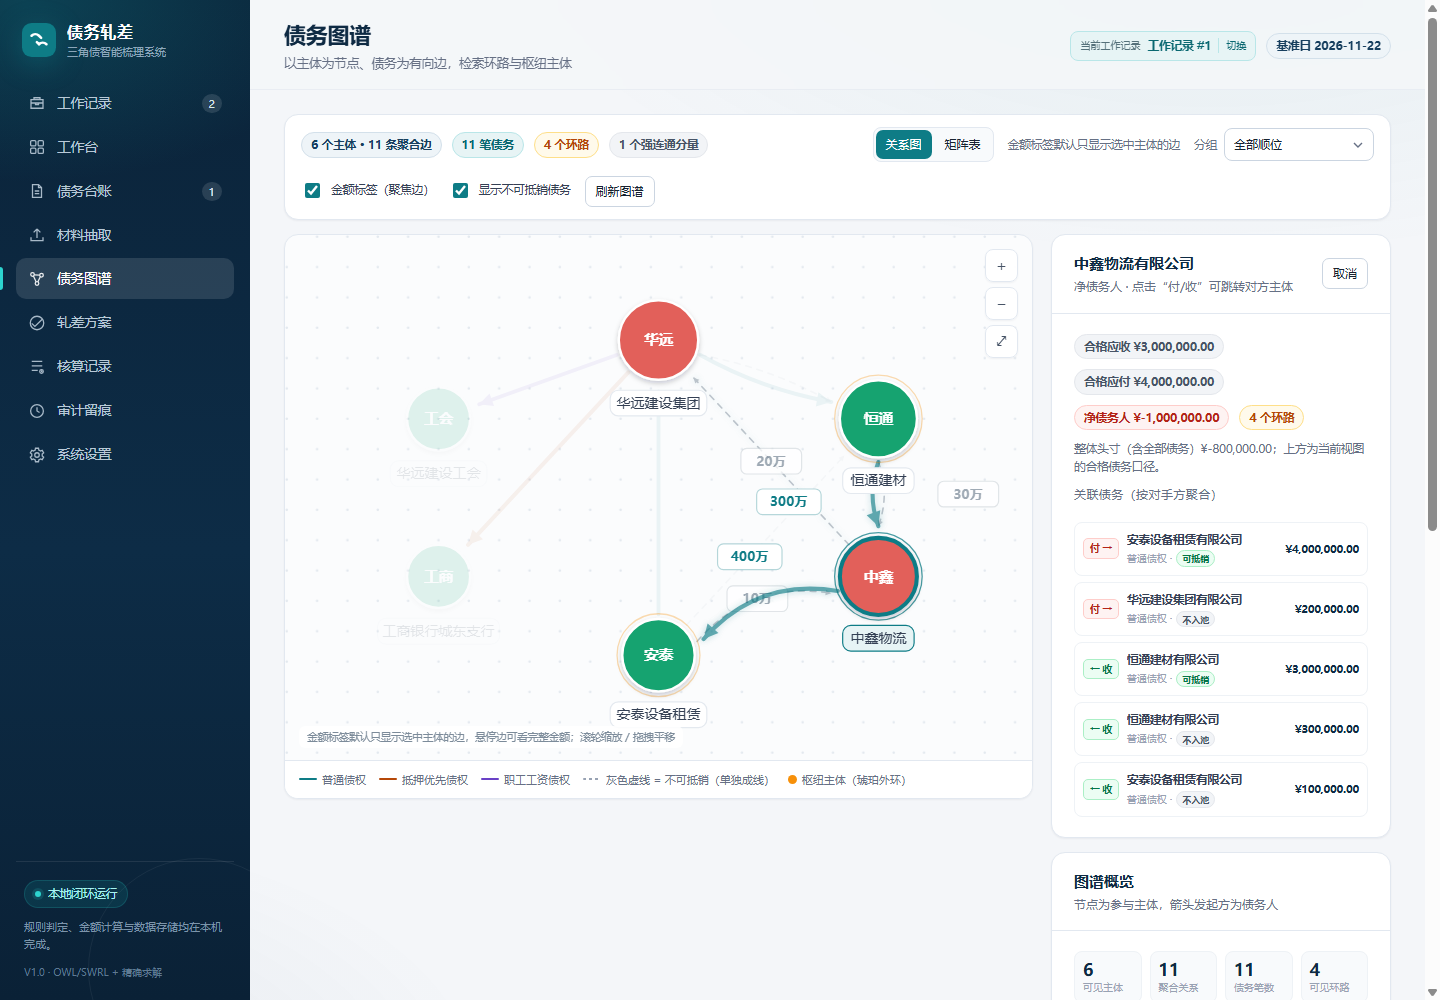 债务轧差
三角债智能梳理系统
工作记录
2
工作台
债务台账
1
材料抽取
债务图谱
轧差方案
核算记录
审计留痕
系统设置
本地闭环运行
规则判定、金额计算与数据存储均在本机
完成。
V1.0 · OWL/SWRL + 精确求解
债务图谱
以主体为节点、债务为有向边，检索环路与枢纽主体
当前工作记录 工作记录 #1 切换
基准日 2026-11-22
6 个主体 • 11 条聚合边
11 笔债务
4 个环路
1 个强连通分量
关系图
矩阵表
金额标签默认只显示选中主体的边
分组
全部顺位
金额标签（聚焦边）
显示不可抵销债务
刷新图谱
华远
华远建设集团
工会
华远建设工会
恒通
恒通建材
20万
300万
30万
400万
10万
工商
工商银行城东支行
中鑫
中鑫物流
安泰
安泰设备租赁
金额标签默认只显示选中主体的边，悬停边可看完整金额；滚轮缩放 / 拖拽平移
普通债权
抵押优先债权
职工工资债权
灰色虚线 = 不可抵销（单独成线）
枢纽主体（琥珀外环）
中鑫物流有限公司
净债务人 · 点击“付/收”可跳转对方主体
取消
合格应收 ¥3,000,000.00
合格应付 ¥4,000,000.00
净债务人 ¥-1,000,000.00
4 个环路
整体头寸（含全部债务）¥-800,000.00；上方为当前视图
的合格债务口径。
关联债务（按对手方聚合）
付→
安泰设备租赁有限公司
普通债权 · 可抵销
¥4,000,000.00
付→
华远建设集团有限公司
普通债权 · 不入池
¥200,000.00
←收
恒通建材有限公司
普通债权 · 可抵销
¥3,000,000.00
←收
恒通建材有限公司
普通债权 · 不入池
¥300,000.00
←收
安泰设备租赁有限公司
普通债权 · 不入池
¥100,000.00
图谱概览
节点为参与主体，箭头发起方为债务人
6
可见主体
11
聚合关系
11
债务笔数
4
可见环路